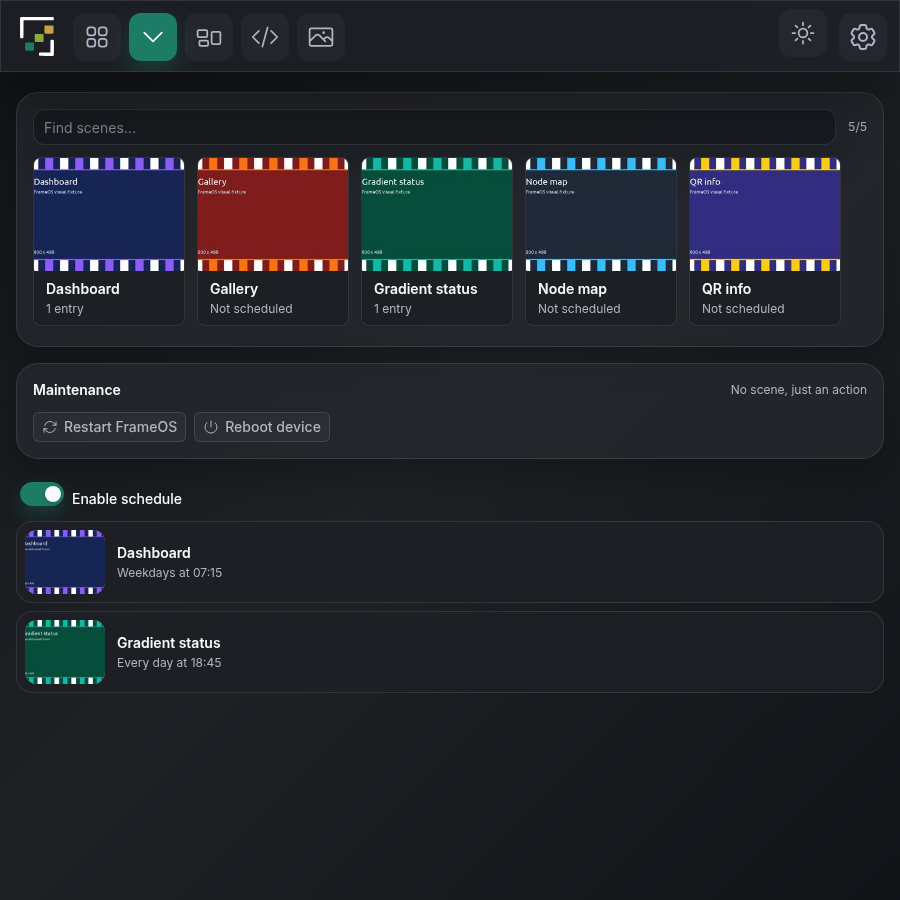 Find scenes...
5/5
Dashboard
FrameOS visual fixture
800 x 480
Dashboard
1 entry
Gallery
FrameOS visual fixture
800 x 480
Gallery
Not scheduled
Gradient status
FrameOS visual fixture
800 x 480
Gradient status
1 entry
Node map
FrameOS visual fixture
800 x 480
Node map
Not scheduled
QR info
FrameOS visual fixture
800 x 480
QR info
Not scheduled
Maintenance
No scene, just an action
Restart FrameOS
Reboot device
Enable schedule
Dashboard
Weekdays at 07:15
Gradient status
Every day at 18:45